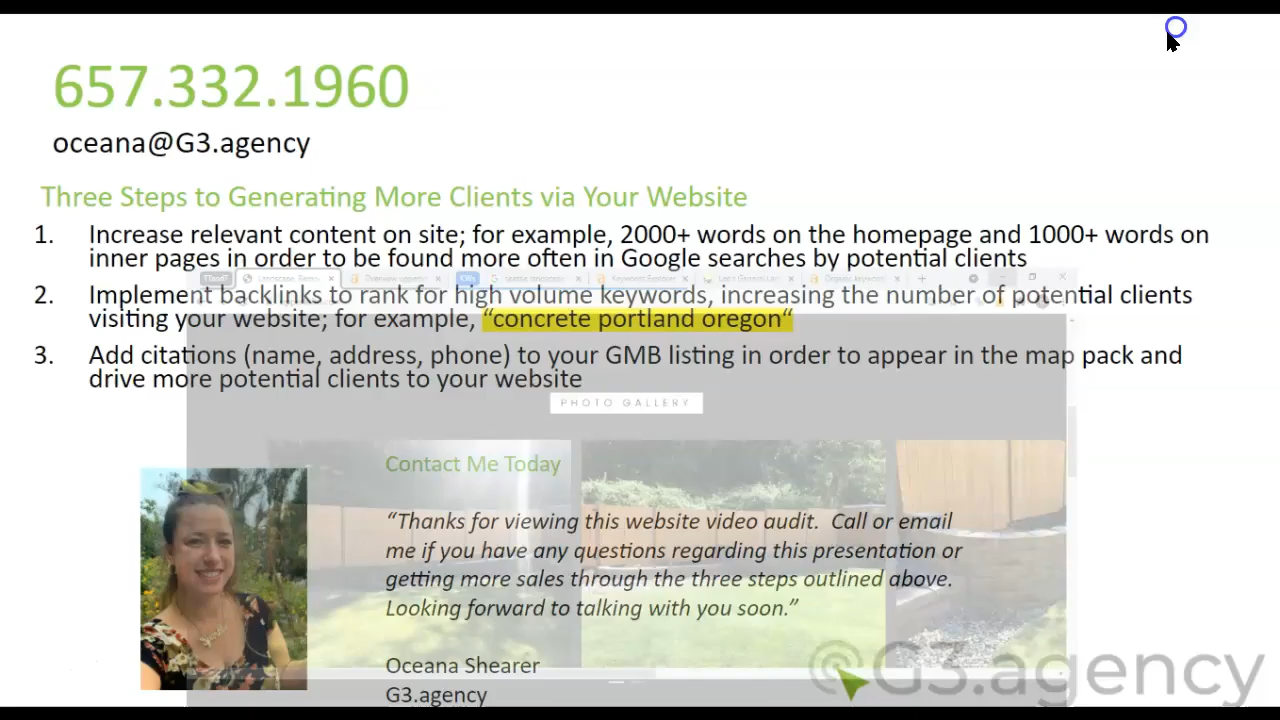 657.332.1960
oceana@G3.agency
Three Steps to Generating More Clients via Your Website
1. Increase relevant content on site; for example, 2000+ words on the homepage and 1000+ words on
inner pages in order to be found more often in Google searches by potential clients
2. Implement backlinks to rank for high volume keywords, increasing the number of potential clients
visiting your website; for example, “concrete portland oregon“
3. Add citations (name, address, phone) to your GMB listing in order to appear in the map pack and
drive more potential clients to your website
PHOTO GALLERY
Contact Me Today
“Thanks for viewing this website video audit. Call or email
me if you have any questions regarding this presentation or
getting more sales through the three steps outlined above.
Looking forward to talking with you soon.”
Oceana Shearer
G3.agency
G3.agency